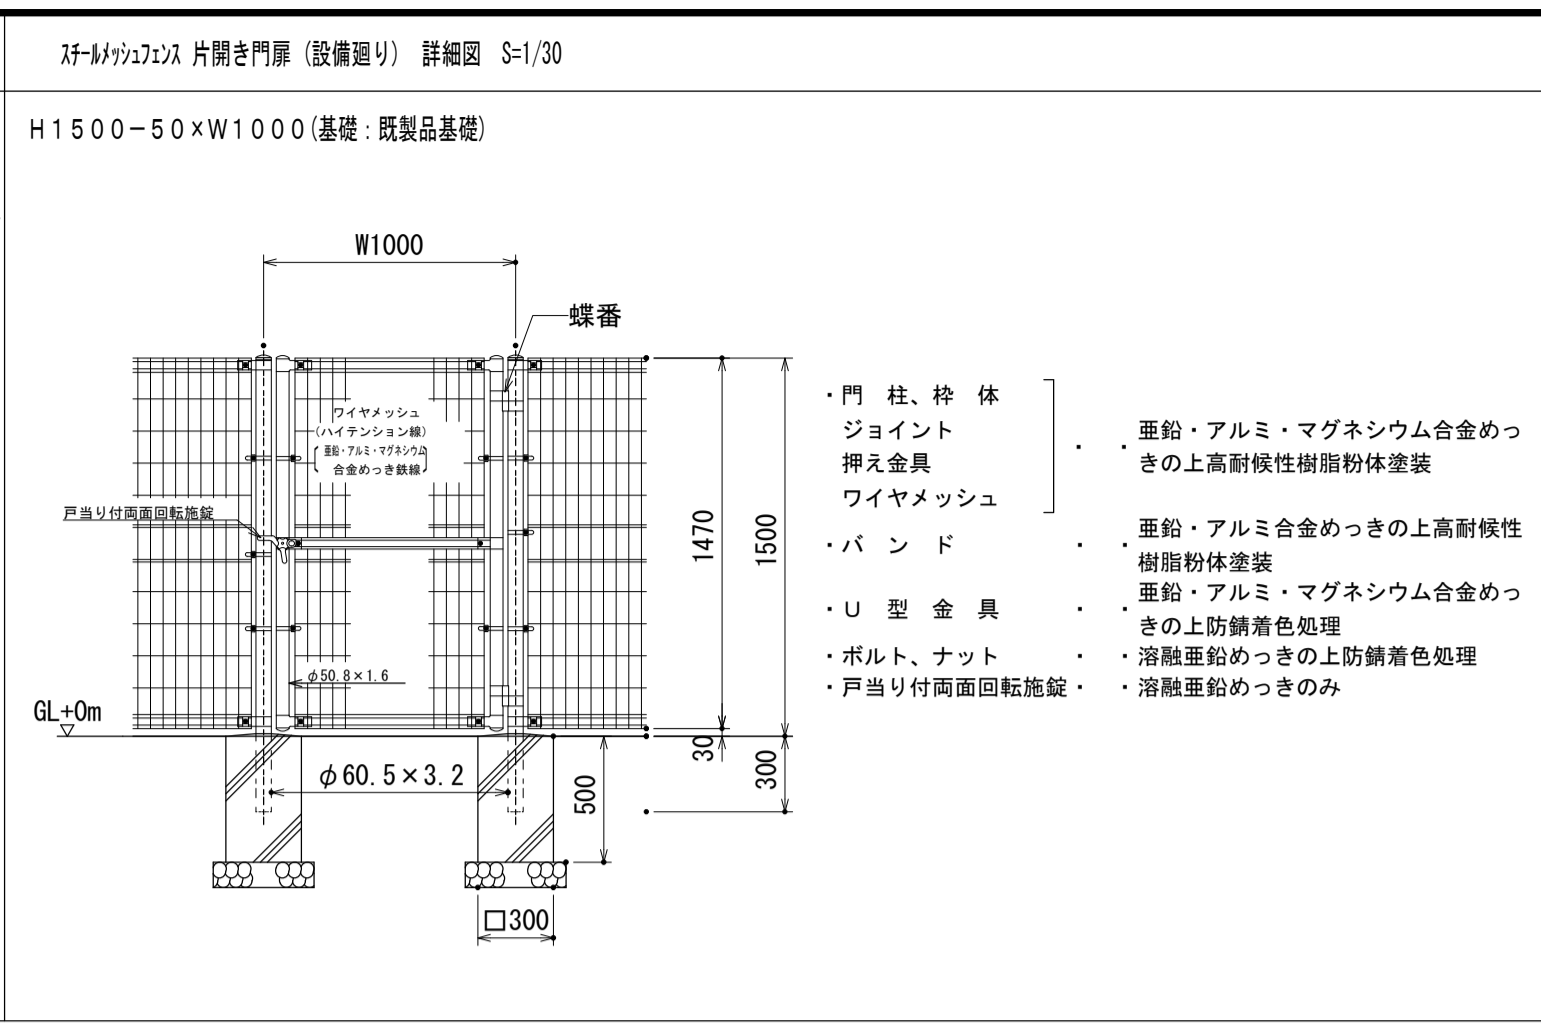 ｽﾁｰﾙﾒｯｼｭﾌｪﾝｽ 片開き門扉（設備廻り） 詳細図 S=1/30
Ｈ１５００－５０×Ｗ１０００(基礎：既製品基礎)
W1000
蝶番
ワイヤメッシュ
(ハイテンション線)
亜鉛・アルミ・マグネシウム
合金めっき鉄線
戸当り付両面回転施錠
φ50.8×1.6
GL+0m
φ60.5×3.2
500
□300
1470
30
1500
300
・門 柱、枠 体
ジョイント
押え金具
ワイヤメッシュ
・ ・亜鉛・アルミ・マグネシウム合金めっ
きの上高耐候性樹脂粉体塗装
・バ ン ド ・ ・亜鉛・アルミ合金めっきの上高耐候性
樹脂粉体塗装
・Ｕ 型 金 具 ・ ・亜鉛・アルミ・マグネシウム合金めっ
きの上防錆着色処理
・ボルト、ナット ・ ・溶融亜鉛めっきの上防錆着色処理
・戸当り付両面回転施錠・ ・溶融亜鉛めっきのみ